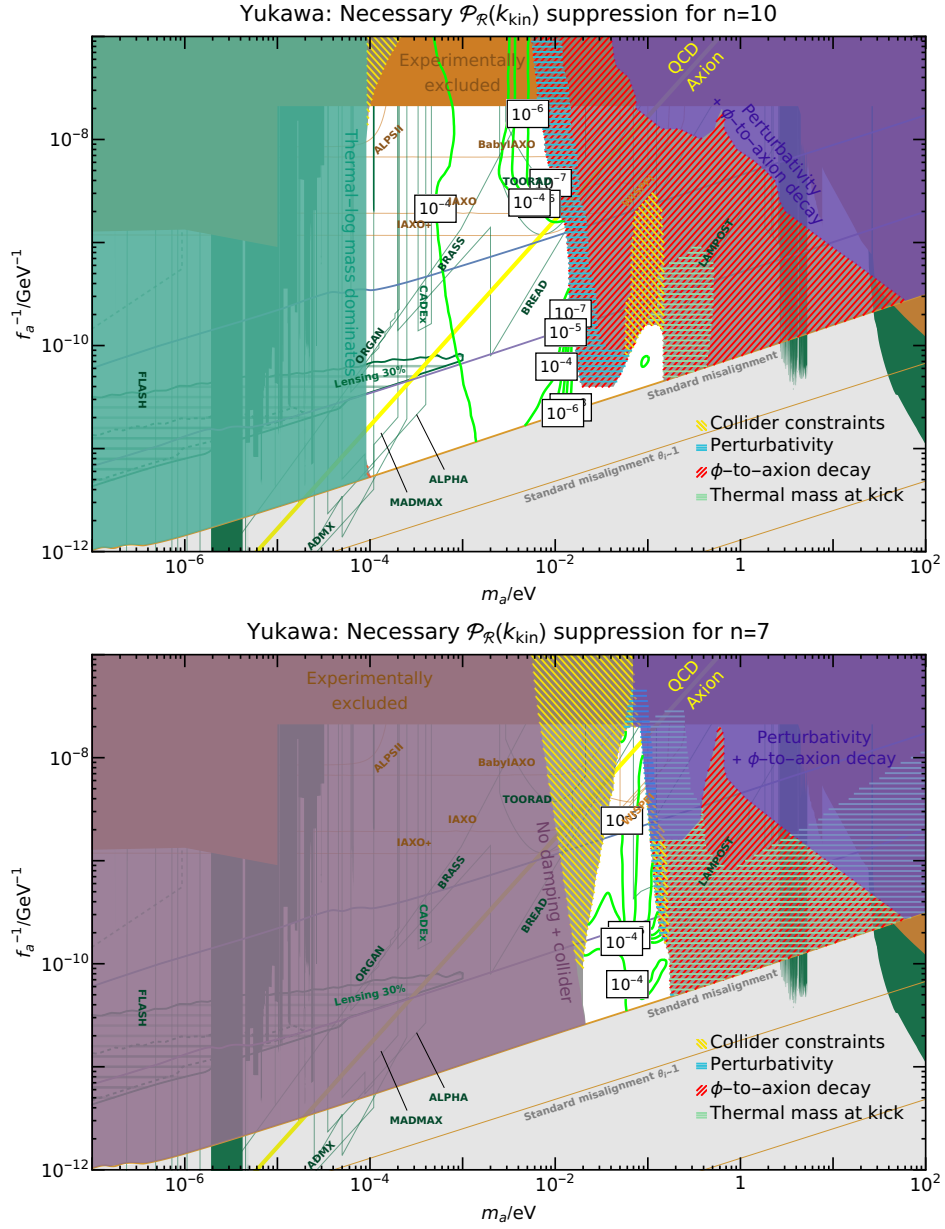 Yukawa: Necessary 𝒫_ℛ(k_kin) suppression for n=10
f_a^−1/GeV^−1
10^−8
10^−10
10^−12
Experimentally
excluded
QCD
Axion
Perturbativity
+ ϕ−to−axion decay
Thermal−log mass dominates
ALPSII
BabyIAXO
TOORAD
IAXO
IAXO+
BRASS
CADEx
BREAD
ORGAN
Lensing 30%
FLASH
LAMPOST
10^−6
10^−7
10^−4
10^−4
10^−7
10^−5
10^−4
10^−6
Standard misalignment
Standard misalignment θ_i~1
ALPHA
MADMAX
ADMX
Collider constraints
Perturbativity
ϕ−to−axion decay
Thermal mass at kick
10^−6
10^−4
10^−2
1
10^2
m_a/eV
Yukawa: Necessary 𝒫_ℛ(k_kin) suppression for n=7
f_a^−1/GeV^−1
10^−8
10^−10
10^−12
Experimentally
excluded
QCD
Axion
Perturbativity
+ ϕ−to−axion decay
No damping + collider
ALPSII
BabyIAXO
TOORAD
IAXO
IAXO+
BRASS
CADEx
BREAD
ORGAN
Lensing 30%
FLASH
LAMPOST
10^−4
10^−4
Standard misalignment
Standard misalignment θ_i~1
ALPHA
MADMAX
ADMX
Collider constraints
Perturbativity
ϕ−to−axion decay
Thermal mass at kick
10^−6
10^−4
10^−2
1
10^2
m_a/eV